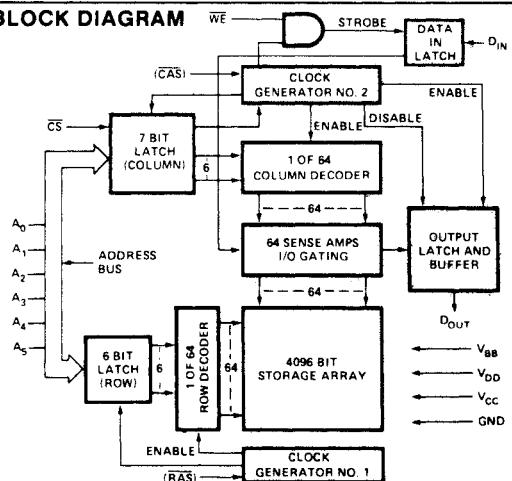 BLOCK DIAGRAM
WE
STROBE
DATA
IN
LATCH
DIN
(CAS)
CLOCK
GENERATOR NO. 2
ENABLE
DISABLE
ENABLE
CS
7 BIT
LATCH
(COLUMN)
6
1 OF 64
COLUMN DECODER
64
64 SENSE AMPS
I/O GATING
OUTPUT
LATCH AND
BUFFER
A0
A1
A2
A3
A4
A5
ADDRESS
BUS
64
DOUT
6 BIT
LATCH
(ROW)
6
1 OF 64
ROW DECODER
64
4096 BIT
STORAGE ARRAY
VBB
VDD
VCC
GND
ENABLE
(RAS)
CLOCK
GENERATOR NO. 1